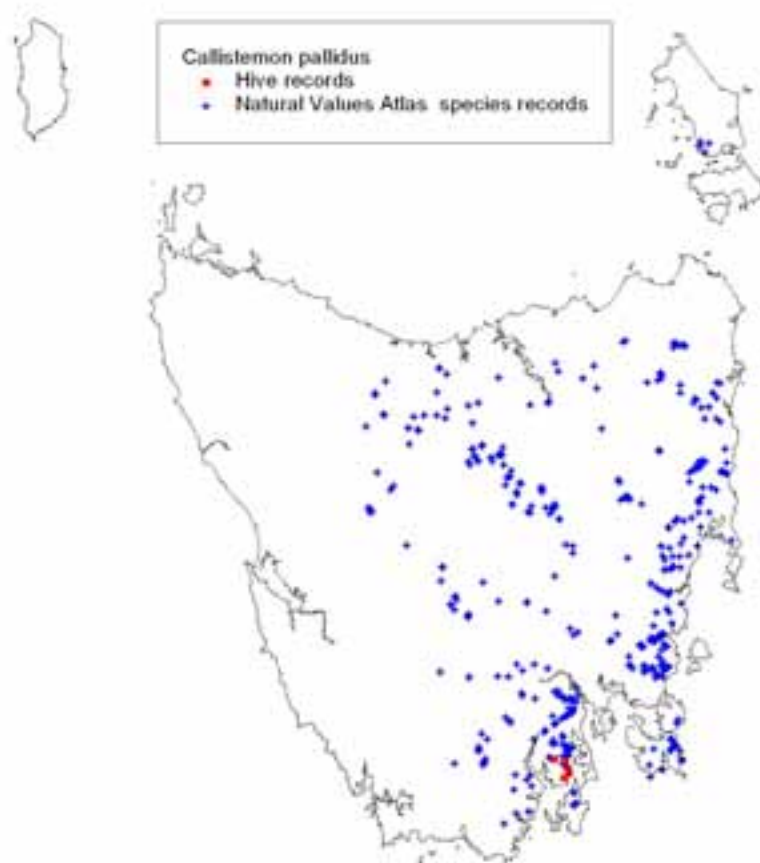 Callistemon pallidus
Hive records
Natural Values Atlas species records